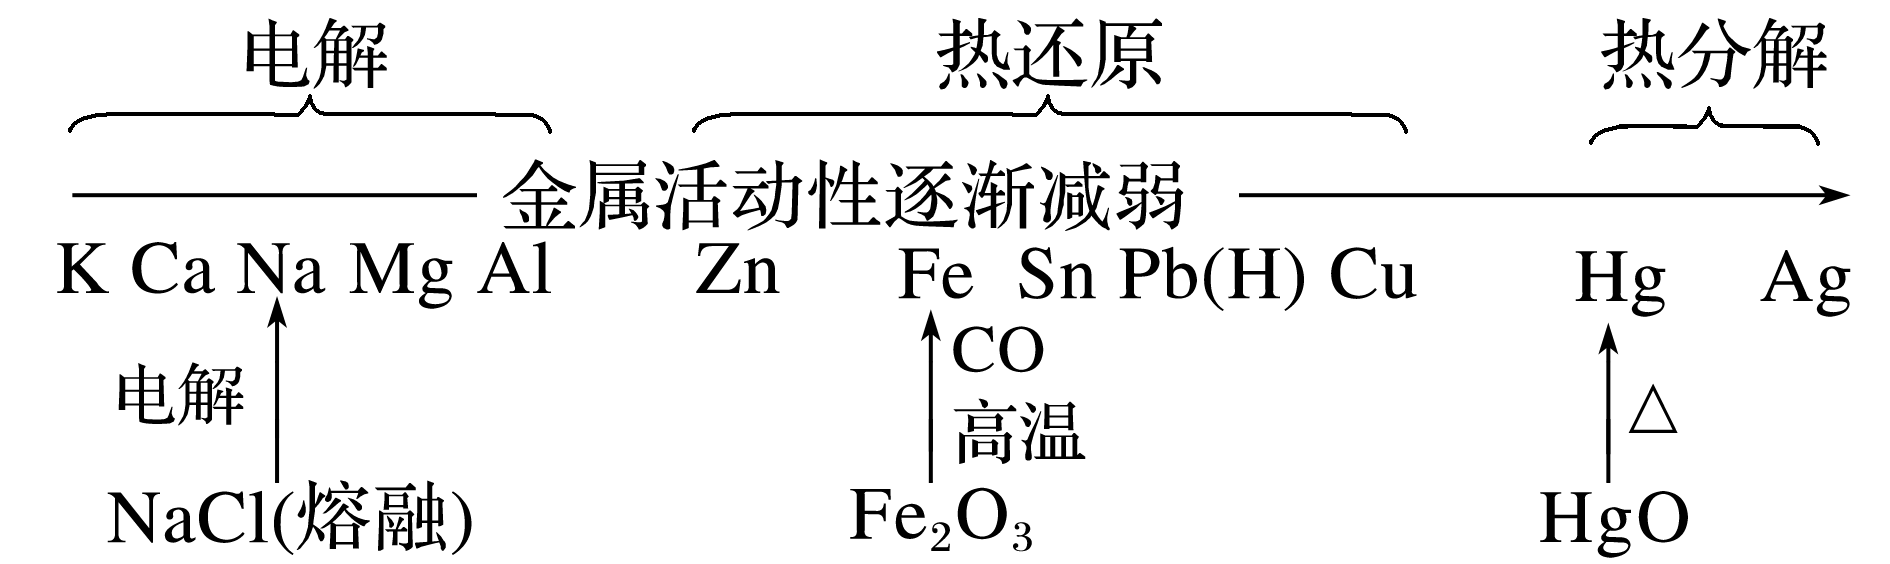 电解 热还原 热分解
金属活动性逐渐减弱
K Ca Na Mg Al Zn Fe Sn Pb(H) Cu Hg Ag
CO
电解 高温 △
NaCl(熔融) Fe₂O₃ HgO